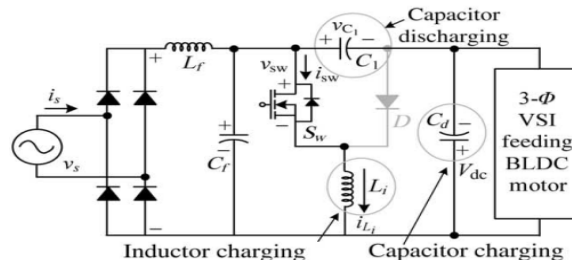 Capacitor
discharging
+ v_C₁ −
C₁
L_f
+
v_sw
i_sw
+
−
S_w
D
i_s
v_s
+
−
C_f
C_d
−
+
V_dc
3-Φ
VSI
feeding
BLDC
motor
L_i
i_Lᵢ
−
Inductor charging
Capacitor charging